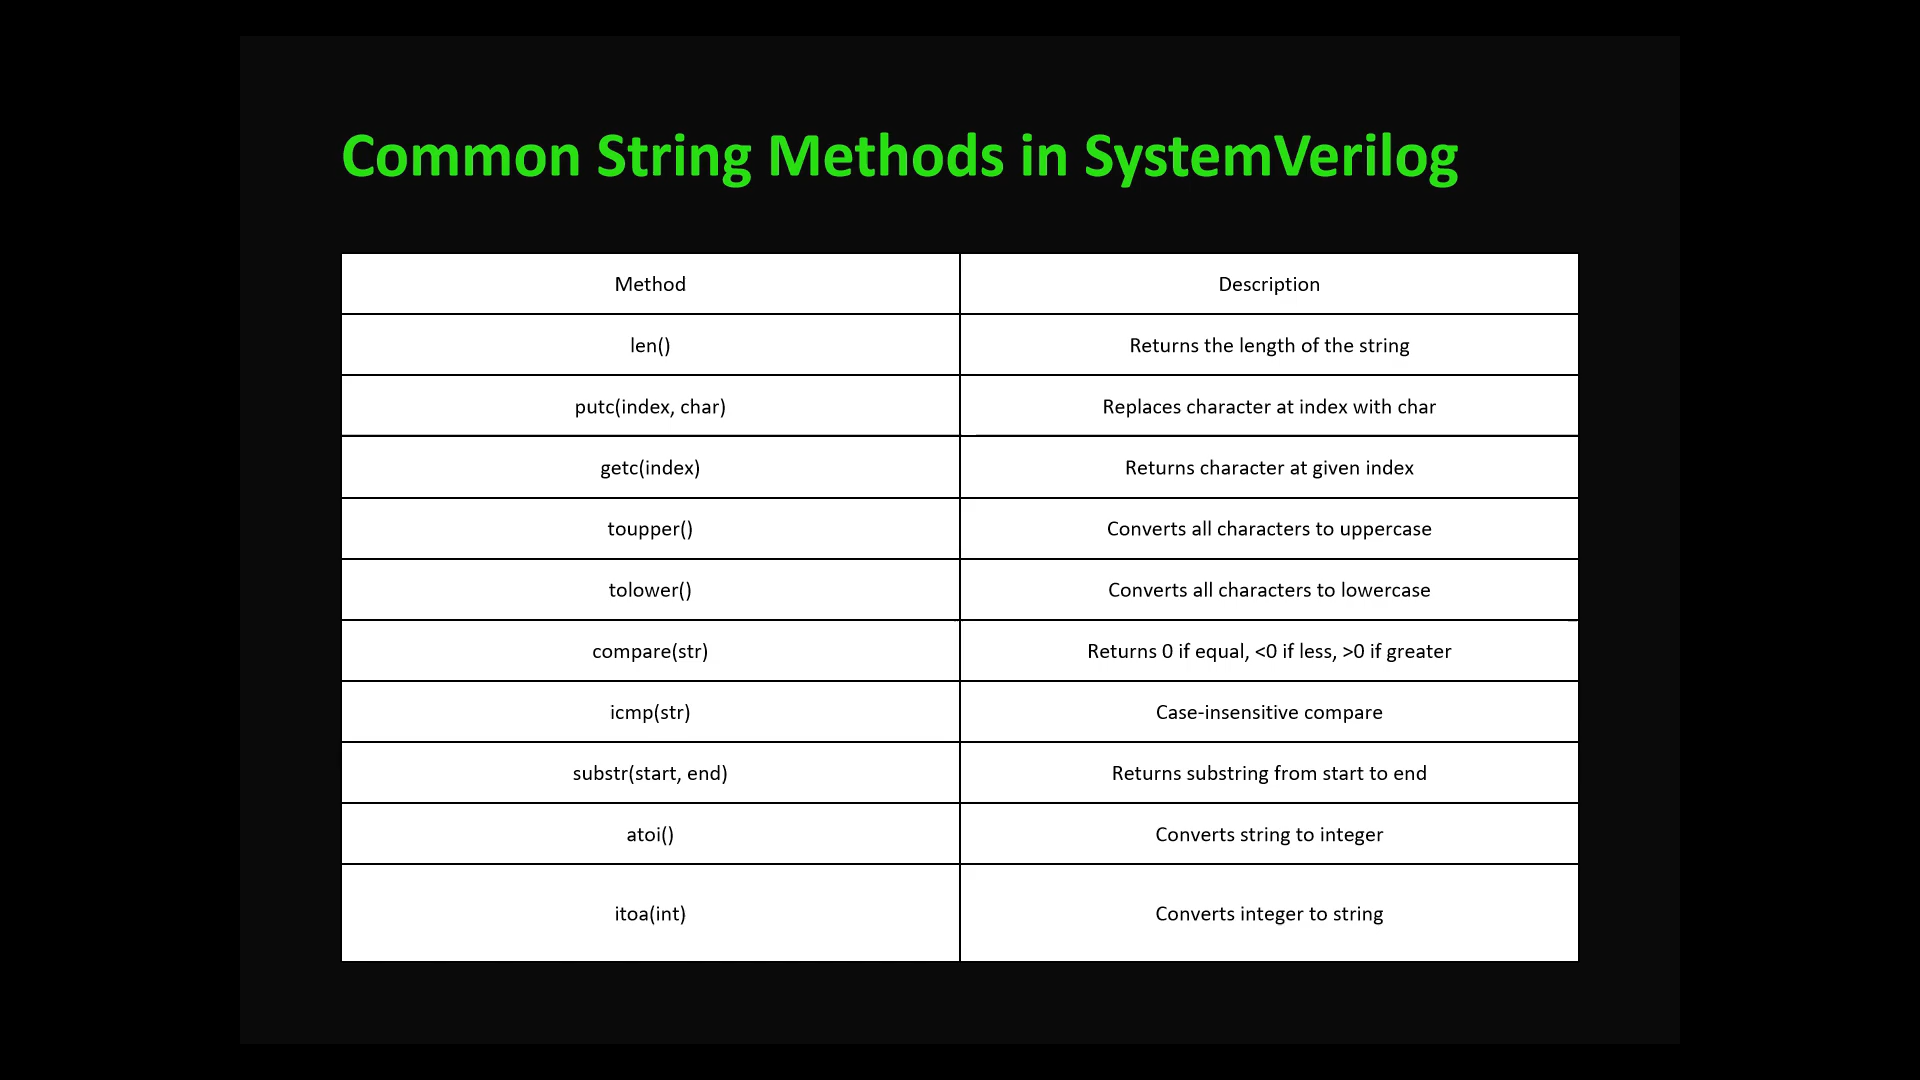 Common String Methods in SystemVerilog
Method Description
len() Returns the length of the string
putc(index, char) Replaces character at index with char
getc(index) Returns character at given index
toupper() Converts all characters to uppercase
tolower() Converts all characters to lowercase
compare(str) Returns 0 if equal, <0 if less, >0 if greater
icmp(str) Case-insensitive compare
substr(start, end) Returns substring from start to end
atoi() Converts string to integer
itoa(int) Converts integer to string